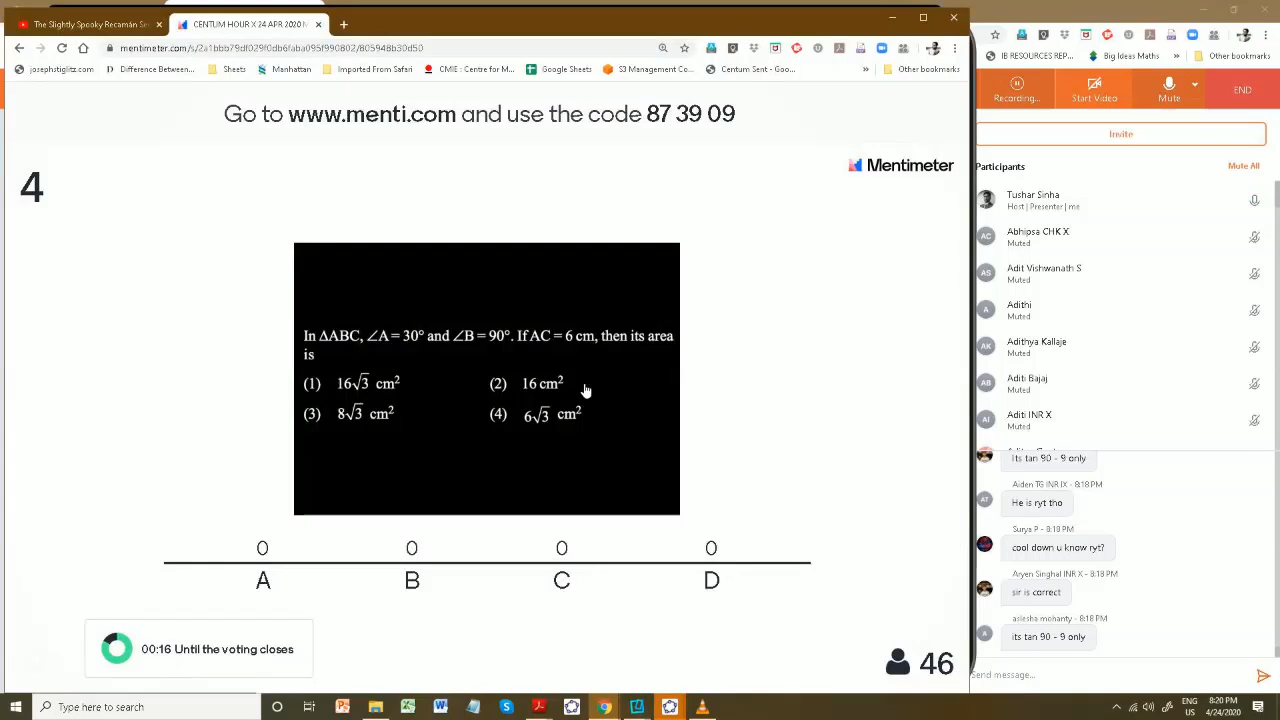 The Slightly Spooky Recamán Se
CENTUM HOUR X 24 APR 2020
josephstiglitz.com
Difference Between...
Sheets
Manhattan
Imported From Safari
CMIE : Centre for M...
Google Sheets
S3 Management Co...
Centum Sent - Goo...
Other bookmarks
IB RESOURCES REP...
Big Ideas Maths
Other bookmarks
Go to www.menti.com and use the code 87 39 09
Mentimeter
4
In ΔABC, ∠A = 30° and ∠B = 90°. If AC = 6 cm, then its area
is
(1) 16√3 cm² (2) 16 cm²
(3) 8√3 cm² (4) 6√3 cm²
0 0 0 0
A B C D
00:16 Until the voting closes
46
Recording...
Start Video
Mute
END
Invite
Participants
Mute All
Tushar Sinha
Host | Presenter | me
AC
Abhipsa CHK X
Muted
AS
Adit Vishwanath S
Muted
A
Adithi
Muted
AK
Adithya Kallaje
Muted
AB
Aditi Bajaj
Muted
AI
Aditi INR X
Muted
Its tan 90 - 9 only
Aiden TG INR IX - 8:18 PM
AT
He is ryt tho
Surya P - 8:18 PM
cool down u know ryt?
Aryen Singhal INR X - 8:18 PM
sir is correct
aslesha mohanty - 8:18 PM
A
its tan 90 - 9 only
Send message...
Type here to search
ENG
US
8:20 PM
4/24/2020